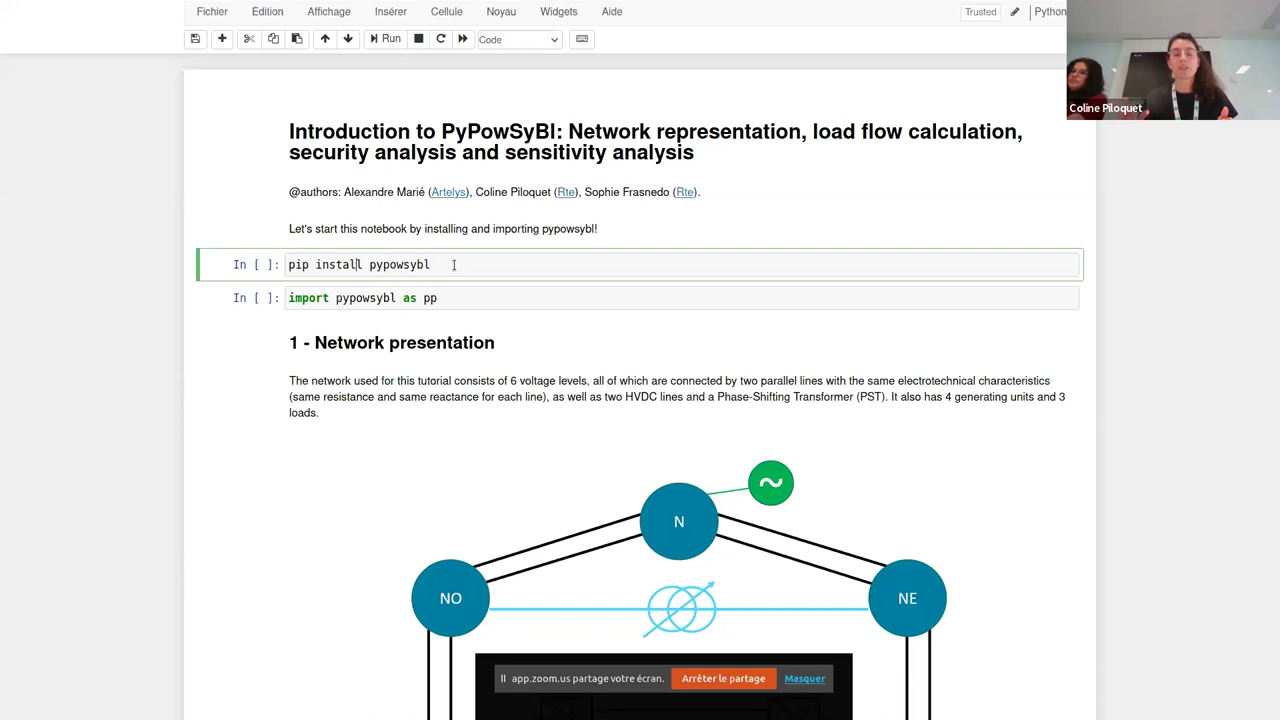 Fichier Édition Affichage Insérer Cellule Noyau Widgets Aide Trusted Python
Run Code
Coline Piloquet
Introduction to PyPowSyBl: Network representation, load flow calculation,
security analysis and sensitivity analysis
@authors: Alexandre Marié (Artelys), Coline Piloquet (Rte), Sophie Frasnedo (Rte).
Let's start this notebook by installing and importing pypowsybl!
In [ ]: pip install pypowsybl
In [ ]: import pypowsybl as pp
1 - Network presentation
The network used for this tutorial consists of 6 voltage levels, all of which are connected by two parallel lines with the same electrotechnical characteristics
(same resistance and same reactance for each line), as well as two HVDC lines and a Phase-Shifting Transformer (PST). It also has 4 generating units and 3
loads.
N
NO
NE
app.zoom.us partage votre écran. Arrêter le partage Masquer